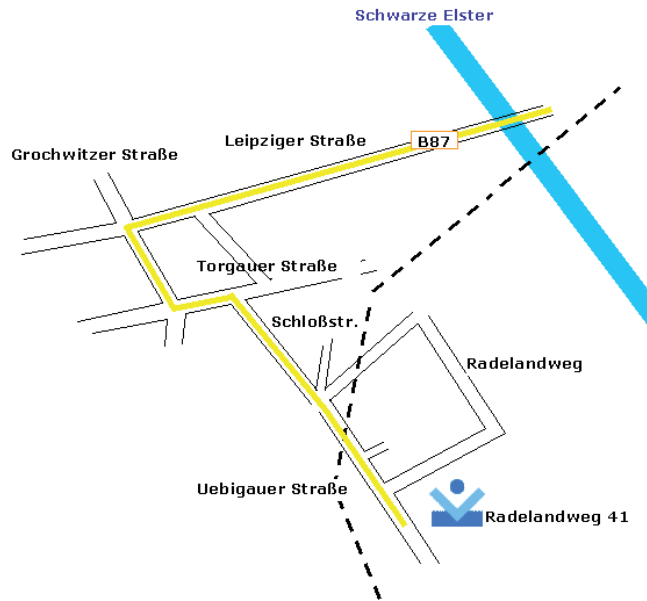 Schwarze Elster
Leipziger Straße
B87
Grochwitzer Straße
Torgauer Straße
Schloßstr.
Radelandweg
Uebigauer Straße
Radelandweg 41